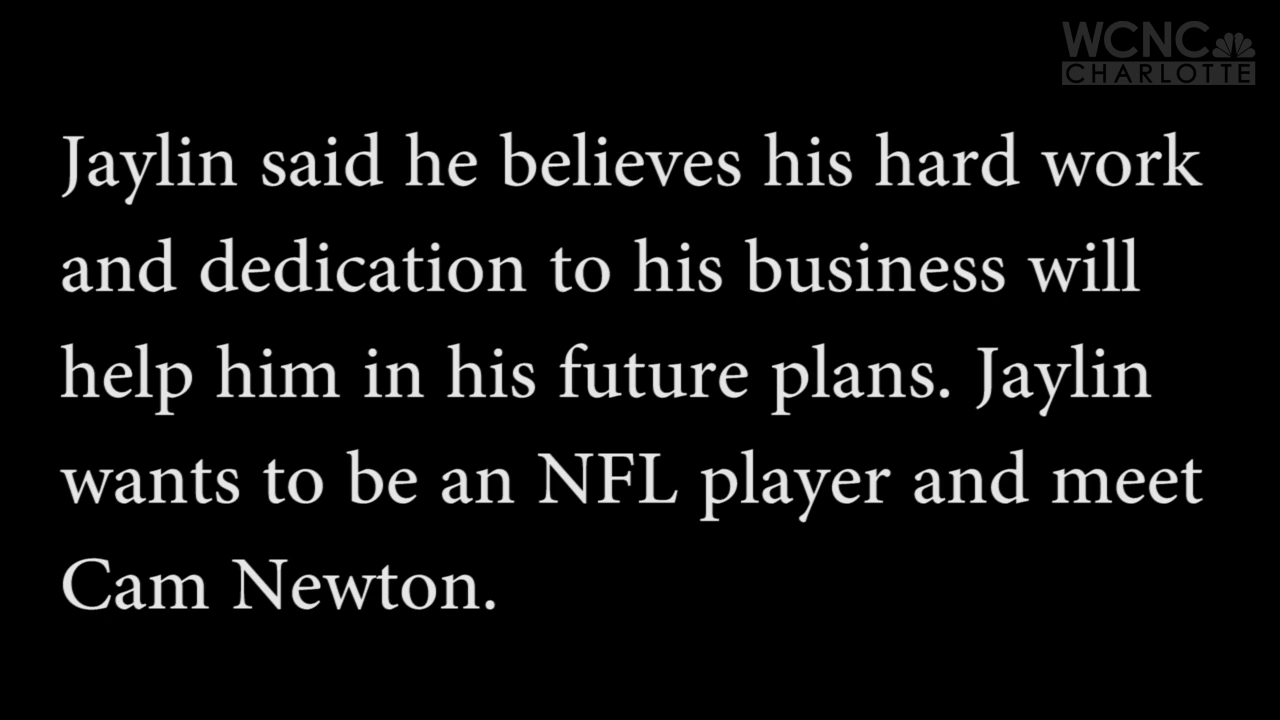 WCNC
CHARLOTTE
Jaylin said he believes his hard work
and dedication to his business will
help him in his future plans. Jaylin
wants to be an NFL player and meet
Cam Newton.